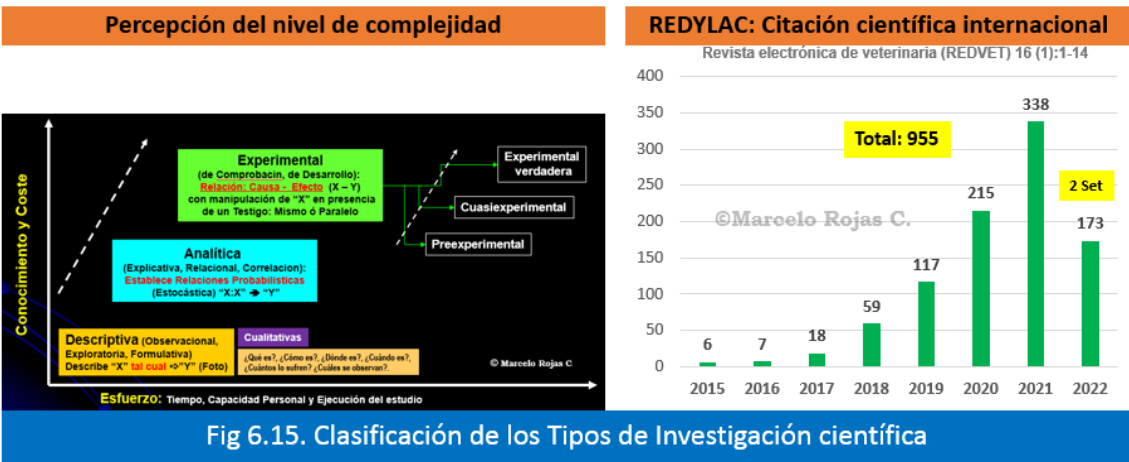 Percepción del nivel de complejidad
Conocimiento y Coste
Experimental
(de Comprobacin, de Desarrollo):
Relación: Causa - Efecto (X – Y)
con manipulación de “X” en presencia
de un Testigo: Mismo ó Paralelo
Experimental
verdadera
Cuasiexperimental
Preexperimental
Analítica
(Explicativa, Relacional, Correlacion):
Establece Relaciones Probabilísticas
(Estocástica) “X:X” 🡺 “Y”
Descriptiva (Observacional,
Exploratoria, Formulativa)
Describe “X” tal cual ⇨”Y” (Foto)
Cualitativas
¿Qué es?, ¿Cómo es?, ¿Dónde es?, ¿Cuándo es?,
¿Cuántos lo sufren? ¿Cuáles se observan?.
© Marcelo Rojas C
Esfuerzo: Tiempo, Capacidad Personal y Ejecución del estudio
REDYLAC: Citación científica internacional
Revista electrónica de veterinaria (REDVET) 16 (1):1-14
400
350
300
250
200
150
100
50
0
Total: 955
2 Set
©Marcelo Rojas C.
6
7
18
59
117
215
338
173
2015 2016 2017 2018 2019 2020 2021 2022
Fig 6.15. Clasificación de los Tipos de Investigación científica